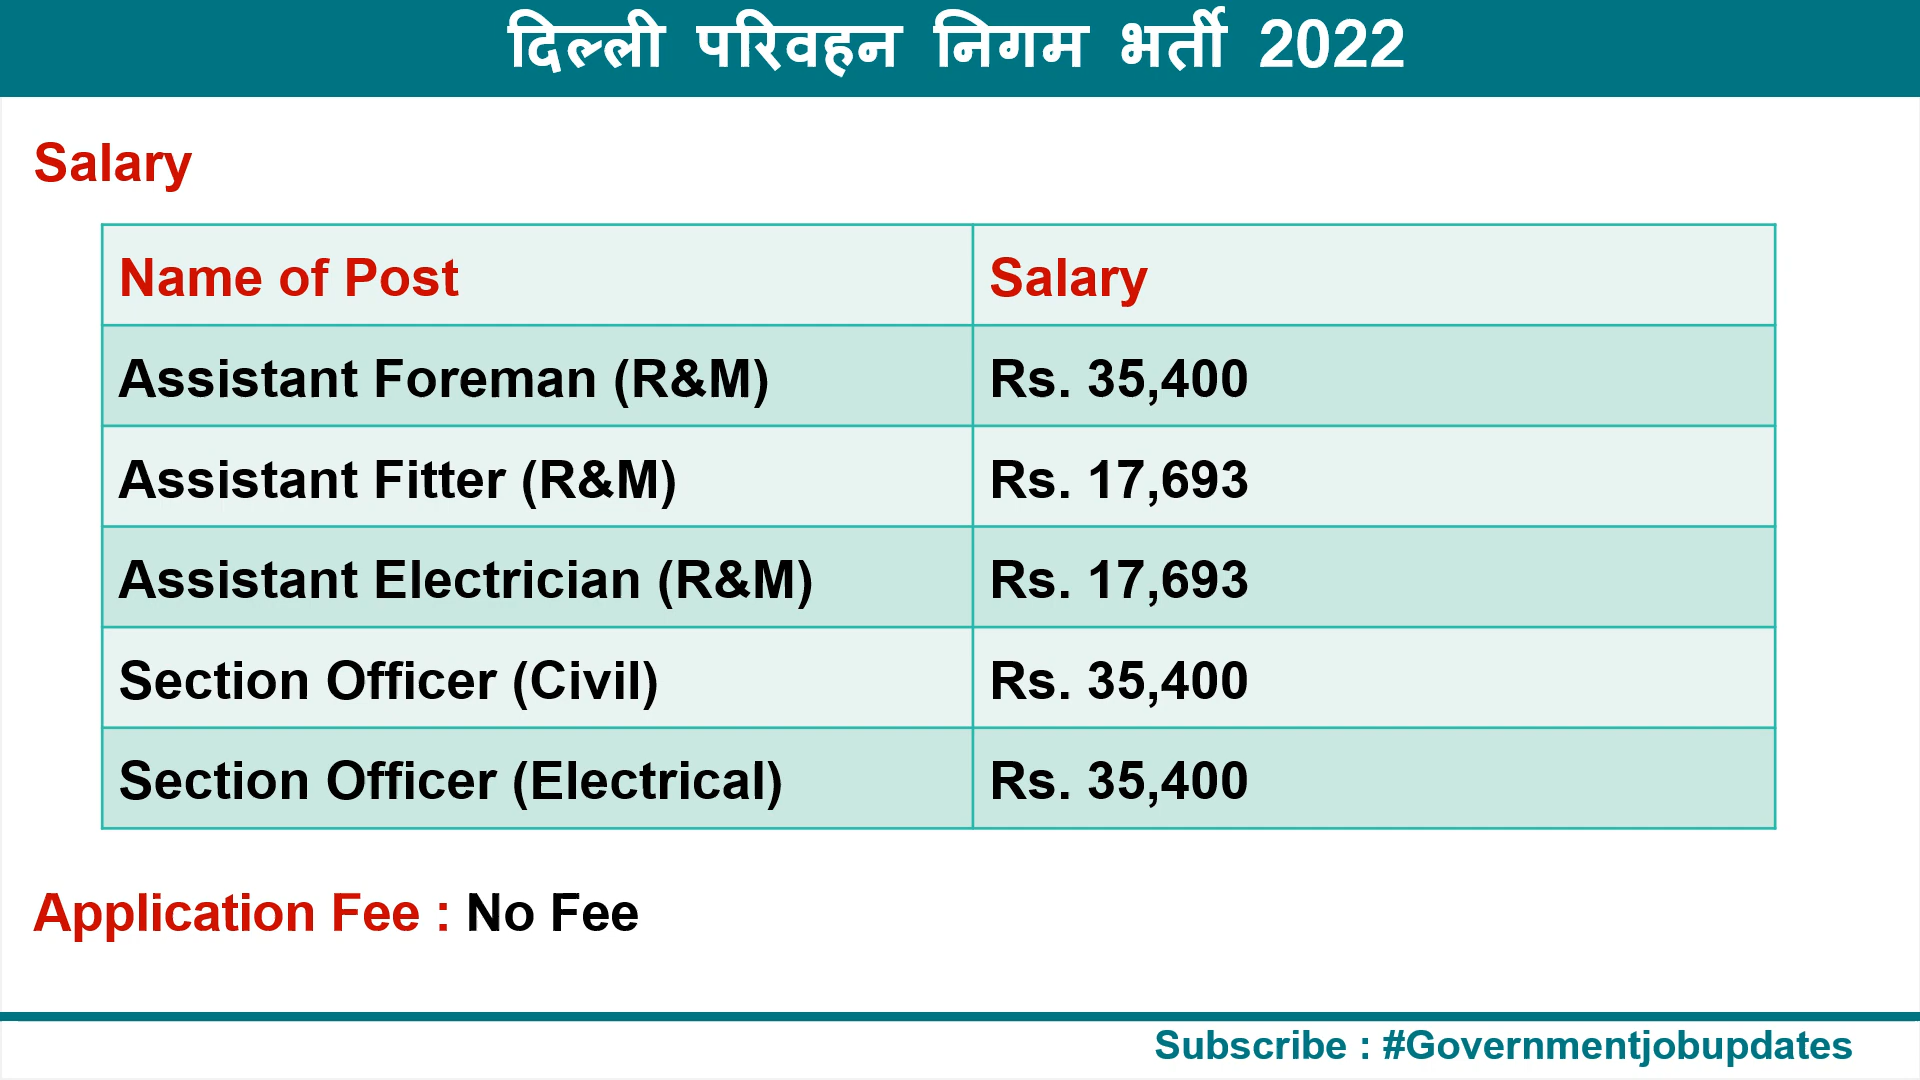 दिल्ली परिवहन निगम भर्ती 2022
Salary
Name of Post Salary
Assistant Foreman (R&M) Rs. 35,400
Assistant Fitter (R&M) Rs. 17,693
Assistant Electrician (R&M) Rs. 17,693
Section Officer (Civil) Rs. 35,400
Section Officer (Electrical) Rs. 35,400
Application Fee : No Fee
Subscribe : #Governmentjobupdates